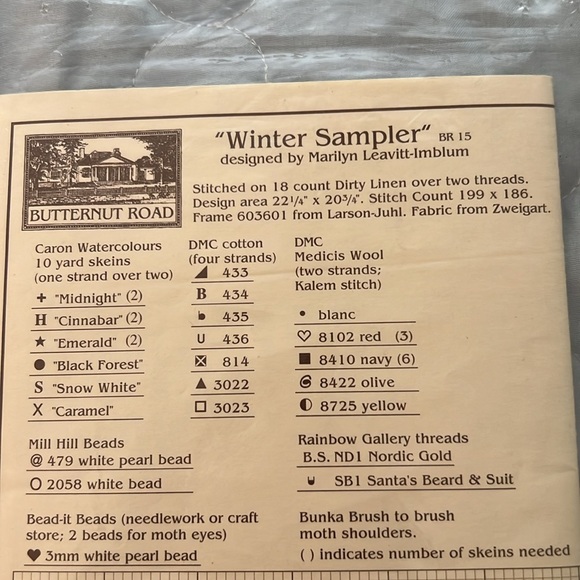 BUTTERNUT ROAD
"Winter Sampler" BR 15
designed by Marilyn Leavitt-Imblum
Stitched on 18 count Dirty Linen over two threads.
Design area 22¼" x 20¾". Stitch Count 199 x 186.
Frame 603601 from Larson-Juhl. Fabric from Zweigart.
Caron Watercolours
10 yard skeins
(one strand over two)
+ "Midnight" (2)
H "Cinnabar" (2)
★ "Emerald" (2)
● "Black Forest"
S "Snow White"
X "Caramel"
DMC cotton
(four strands)
◢ 433
B 434
435
U 436
⊠ 814
▲ 3022
□ 3023
DMC
Medicis Wool
(two strands;
Kalem stitch)
• blanc
♡ 8102 red (3)
■ 8410 navy (6)
8422 olive
◐ 8725 yellow
Mill Hill Beads
@ 479 white pearl bead
O 2058 white bead
Rainbow Gallery threads
B.S. ND1 Nordic Gold
SB1 Santa's Beard & Suit
Bead-it Beads (needlework or craft
store; 2 beads for moth eyes)
♥ 3mm white pearl bead
Bunka Brush to brush
moth shoulders.
( ) indicates number of skeins needed